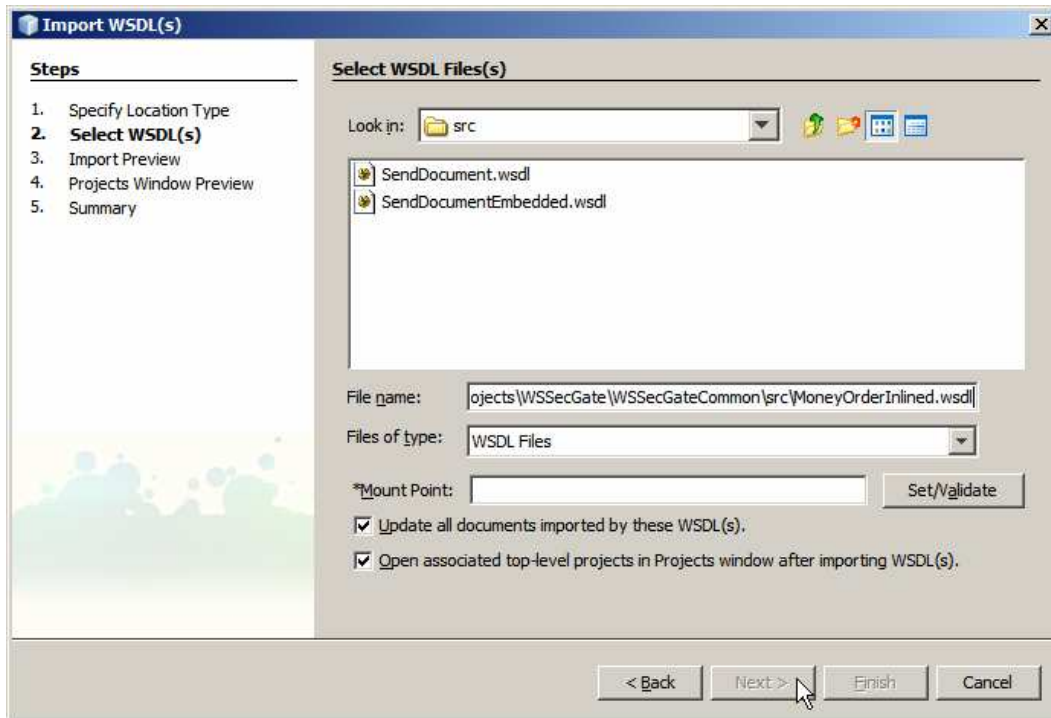 Import WSDL(s)
Steps
1. Specify Location Type
2. Select WSDL(s)
3. Import Preview
4. Projects Window Preview
5. Summary
Select WSDL Files(s)
Look in: src
SendDocument.wsdl
SendDocumentEmbedded.wsdl
File name: ojects\WSSecGate\WSSecGateCommon\src\MoneyOrderInlined.wsdl
Files of type: WSDL Files
*Mount Point: Set/Validate
Update all documents imported by these WSDL(s).
Open associated top-level projects in Projects window after importing WSDL(s).
< Back Next > Finish Cancel